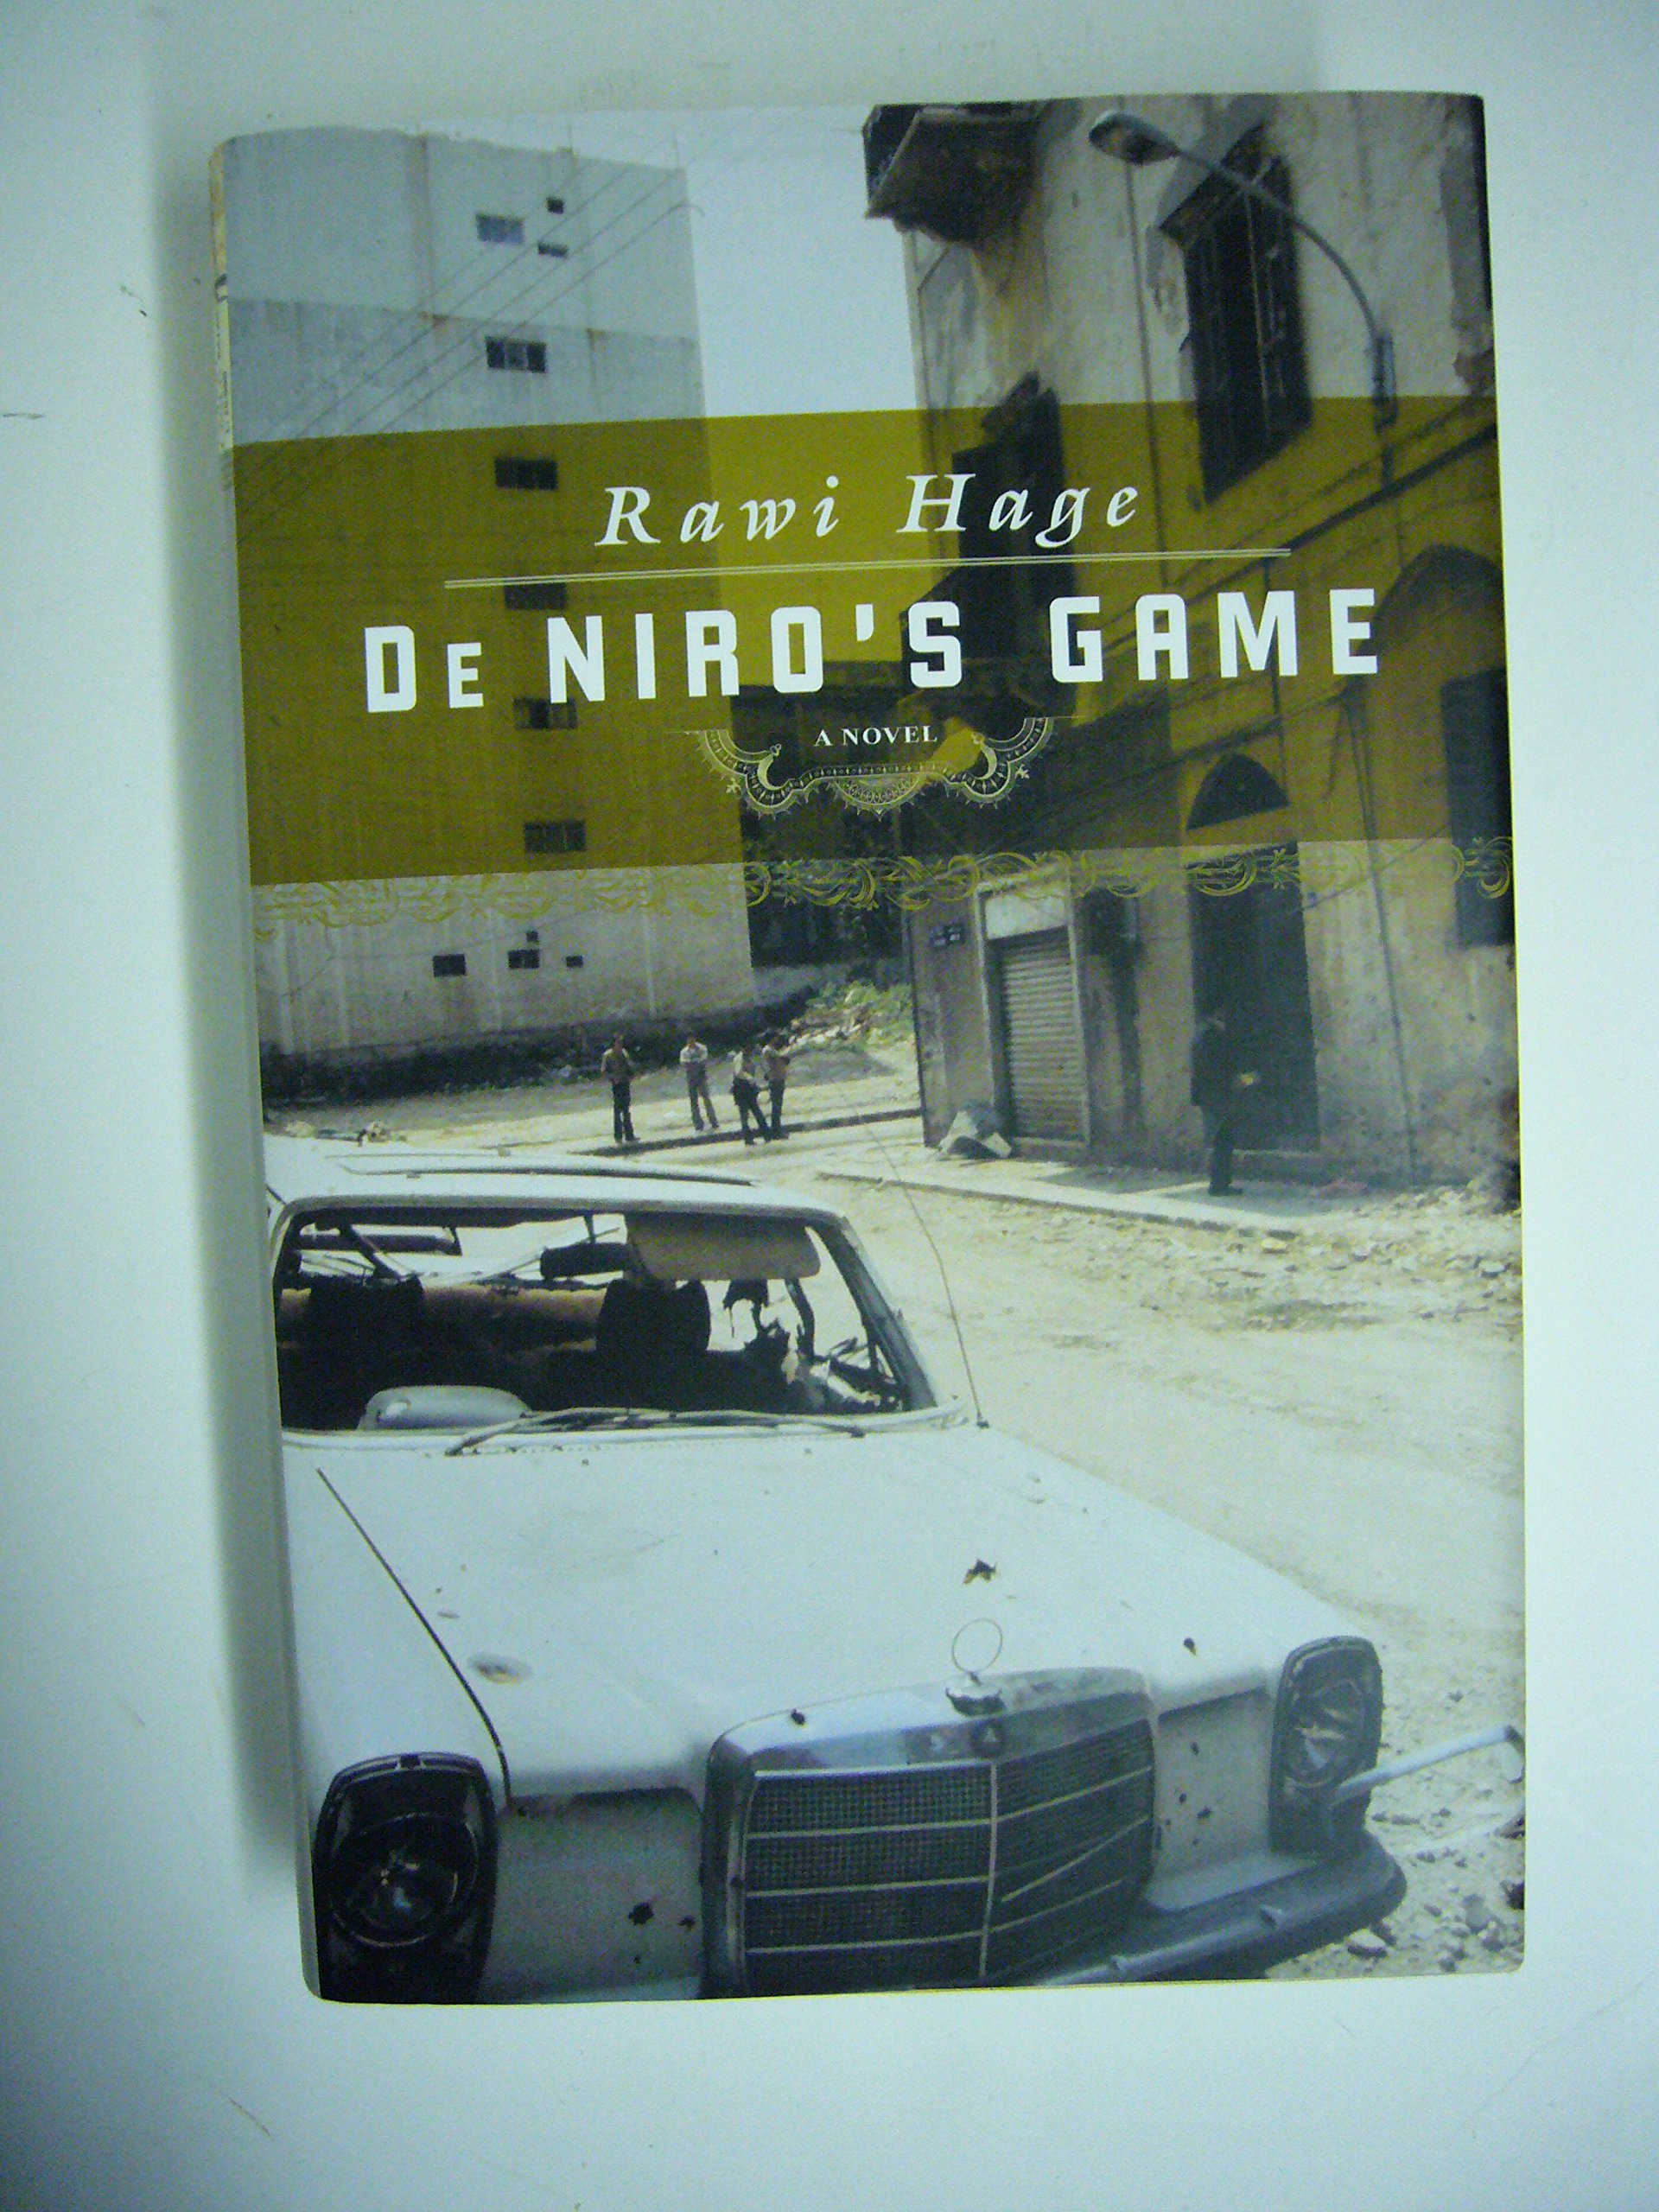 Rawi Hage
DE NIRO'S GAME
A NOVEL